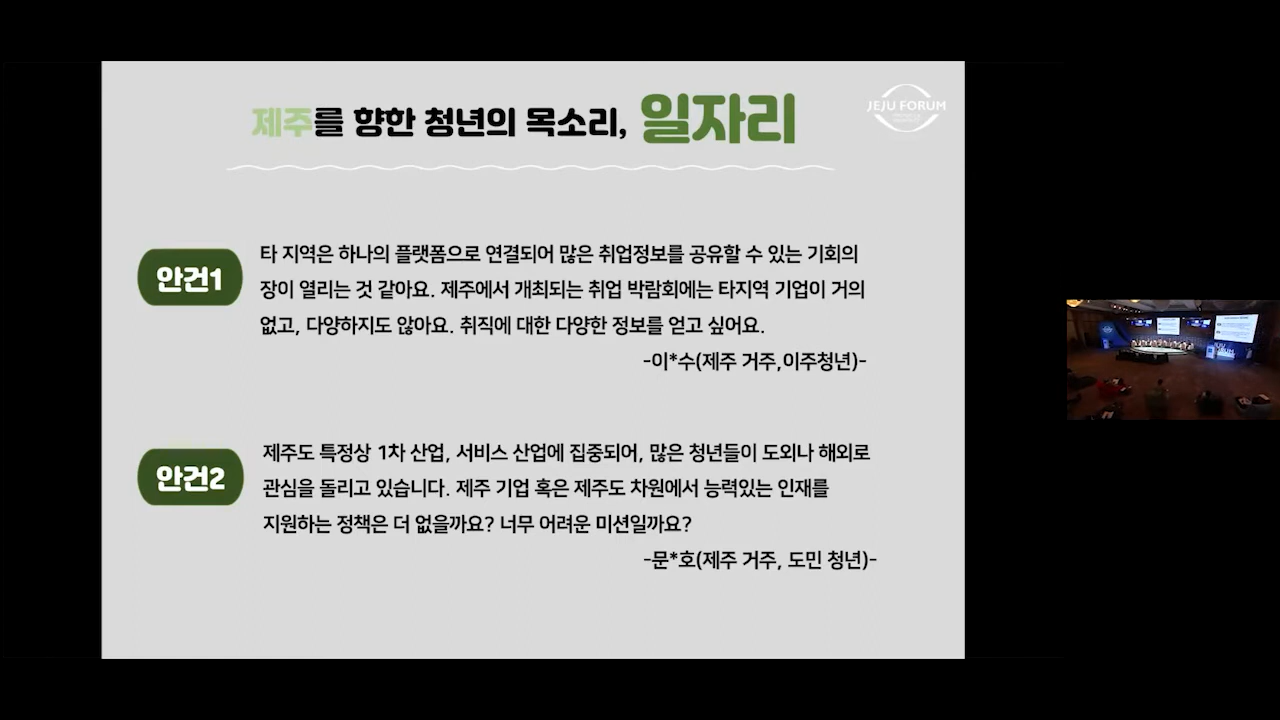 제주를 향한 청년의 목소리, 일자리
JEJU FORUM
안건1
타 지역은 하나의 플랫폼으로 연결되어 많은 취업정보를 공유할 수 있는 기회의
장이 열리는 것 같아요. 제주에서 개최되는 취업 박람회에는 타지역 기업이 거의
없고, 다양하지도 않아요. 취직에 대한 다양한 정보를 얻고 싶어요.
-이*수(제주 거주,이주청년)-
안건2
제주도 특정상 1차 산업, 서비스 산업에 집중되어, 많은 청년들이 도외나 해외로
관심을 돌리고 있습니다. 제주 기업 혹은 제주도 차원에서 능력있는 인재를
지원하는 정책은 더 없을까요? 너무 어려운 미션일까요?
-문*호(제주 거주, 도민 청년)-